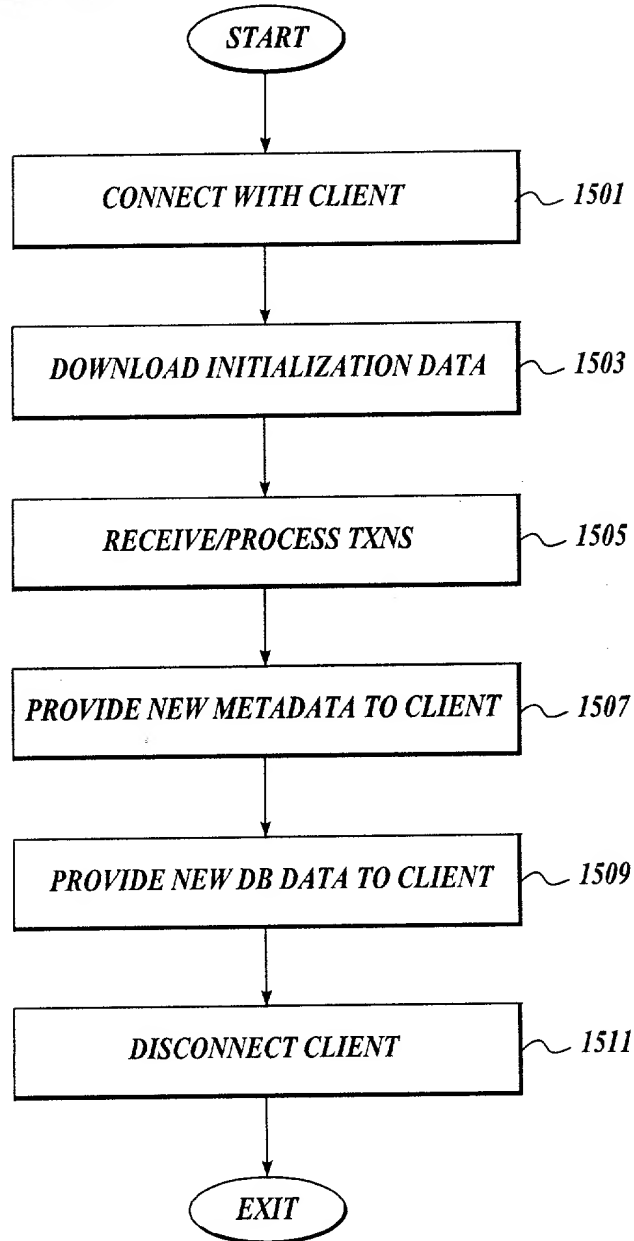 START
CONNECT WITH CLIENT 1501
DOWNLOAD INITIALIZATION DATA 1503
RECEIVE/PROCESS TXNS 1505
PROVIDE NEW METADATA TO CLIENT 1507
PROVIDE NEW DB DATA TO CLIENT 1509
DISCONNECT CLIENT 1511
EXIT